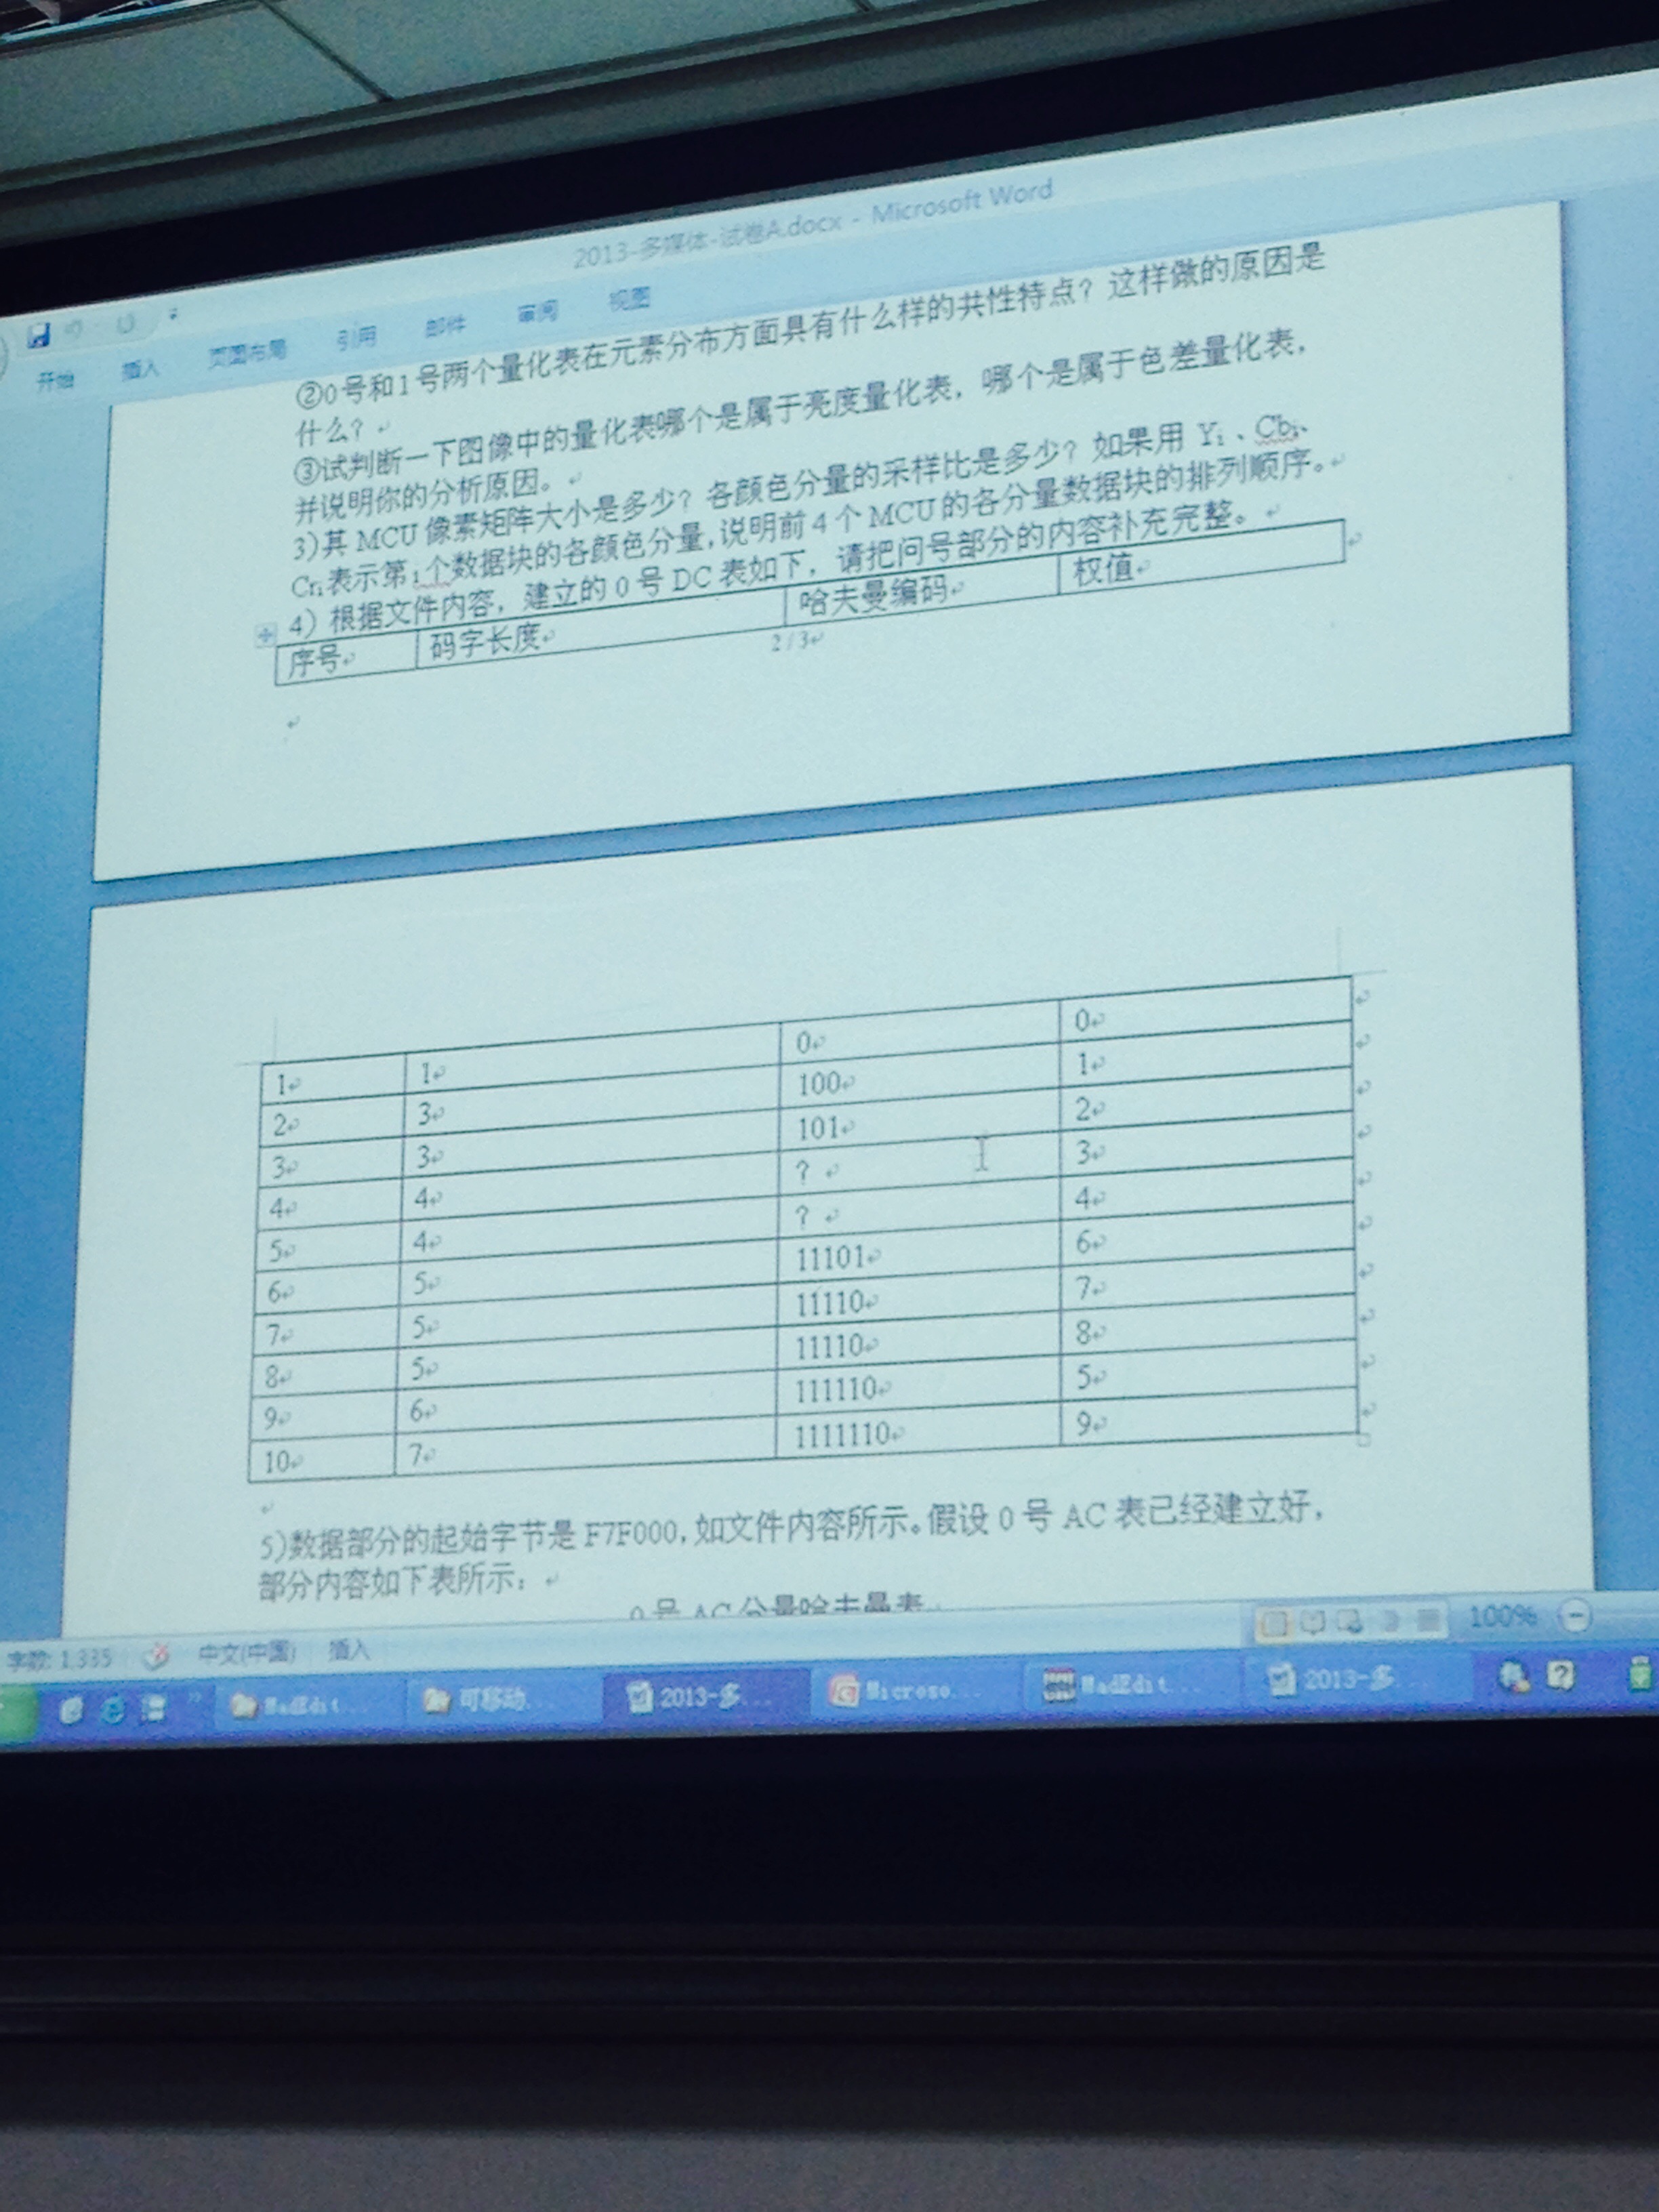 2013-多媒体-试卷A.docx - Microsoft Word
开始 插入 页面布局 引用 邮件 审阅 视图
②0号和1号两个量化表在元素分布方面具有什么样的共性特点？这样做的原因是
什么？
③试判断一下图像中的量化表哪个是属于亮度量化表，哪个是属于色差量化表，
并说明你的分析原因。
3)其 MCU 像素矩阵大小是多少？各颜色分量的采样比是多少？如果用 Yi、Cbi、
Cri表示第i个数据块的各颜色分量,说明前4个MCU的各分量数据块的排列顺序。
4) 根据文件内容，建立的0号DC表如下，请把问号部分的内容补充完整。
序号 码字长度 哈夫曼编码 权值
2 / 3
1 1 0 0
2 3 100 1
3 3 101 2
4 4 ? 3
5 4 ? 4
6 5 11101 6
7 5 11110 7
8 5 11110 8
9 6 111110 5
10 7 1111110 9
5)数据部分的起始字节是F7F000,如文件内容所示。假设0号AC表已经建立好，
部分内容如下表所示：
0号AC分量哈夫曼表
字数: 1,335 中文(中国) 插入 100%
MadEdit... 可移动... 2013-多... Microso... MadEdit... 2013-多...